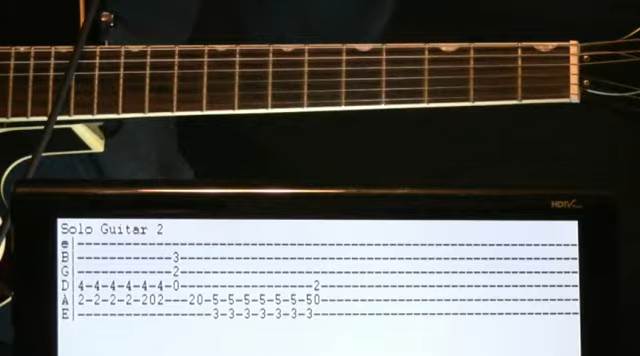 HDTV
Solo Guitar 2
e|---------------------------------------------------------------
B|------------3--------------------------------------------------
G|------------2--------------------------------------------------
D|4-4-4-4-4-4-0-----------------2--------------------------------
A|2-2-2-2-202---20-5-5-5-5-5-5-50--------------------------------
E|-----------------3-3-3-3-3-3-3---------------------------------